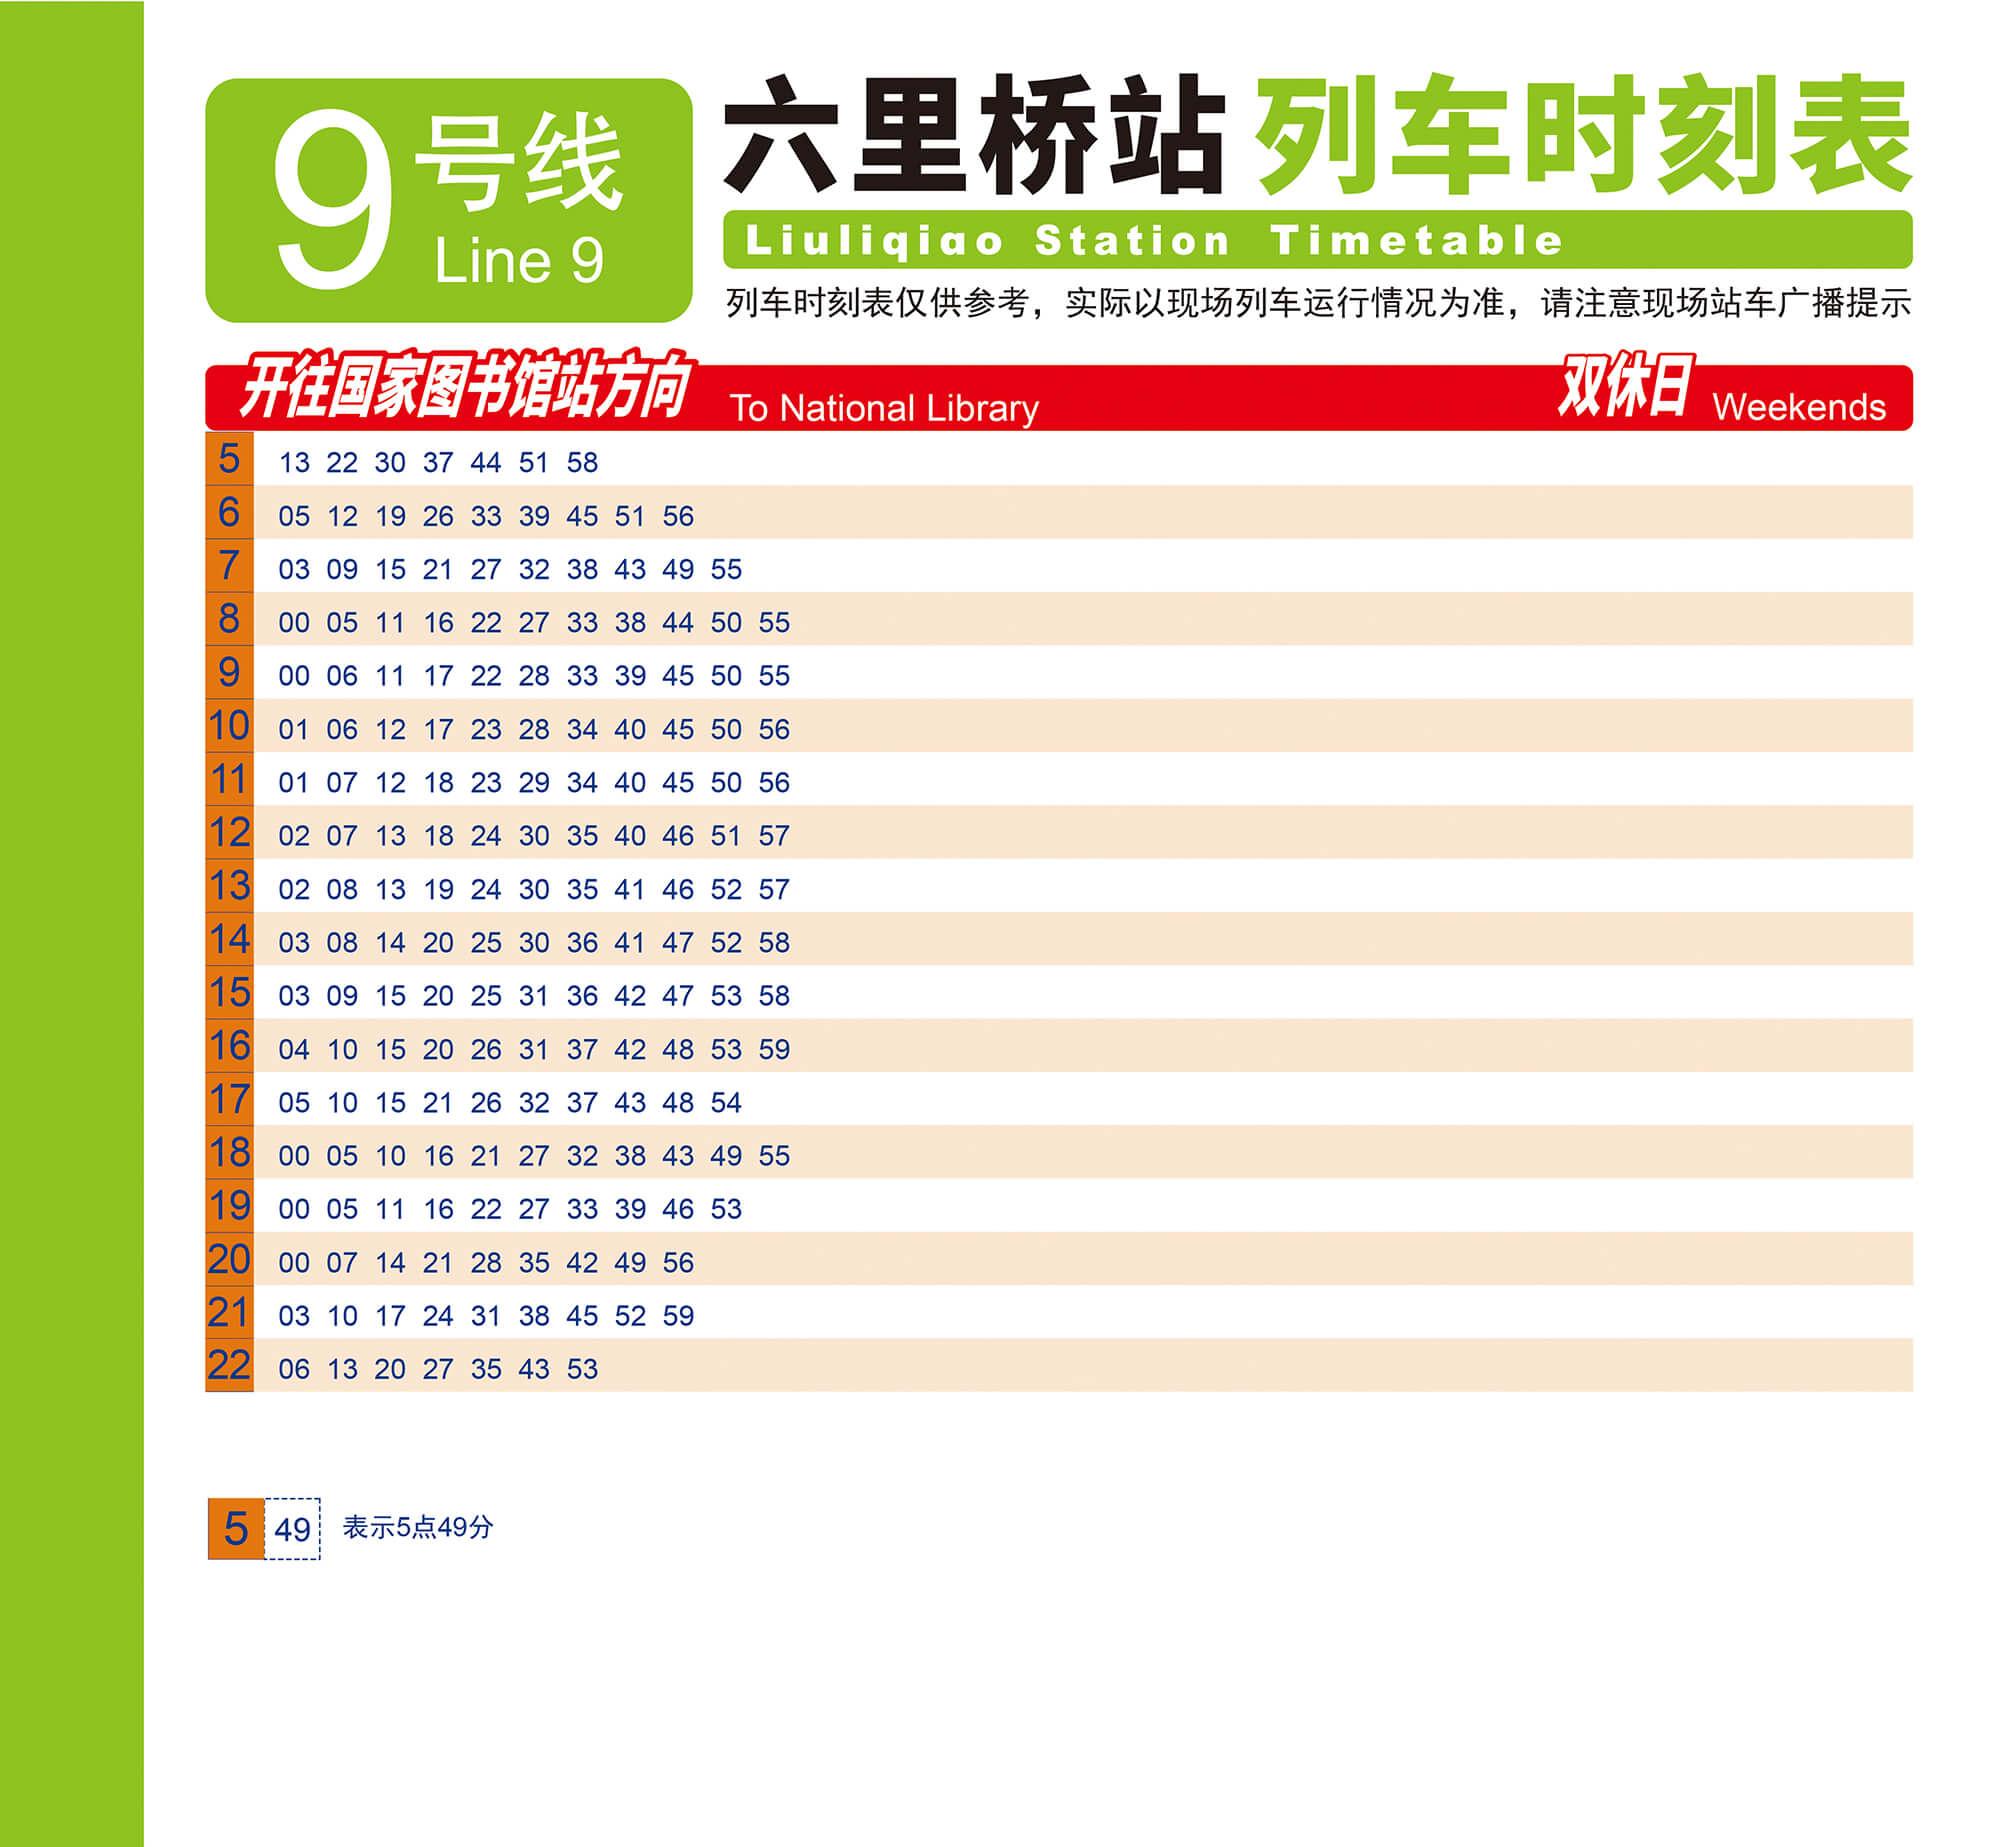 9号线
Line 9
六里桥站 列车时刻表
Liuliqiao Station Timetable
列车时刻表仅供参考，实际以现场列车运行情况为准，请注意现场站车广播提示
开往国家图书馆站方向 To National Library 双休日 Weekends
5 13 22 30 37 44 51 58
6 05 12 19 26 33 39 45 51 56
7 03 09 15 21 27 32 38 43 49 55
8 00 05 11 16 22 27 33 38 44 50 55
9 00 06 11 17 22 28 33 39 45 50 55
10 01 06 12 17 23 28 34 40 45 50 56
11 01 07 12 18 23 29 34 40 45 50 56
12 02 07 13 18 24 30 35 40 46 51 57
13 02 08 13 19 24 30 35 41 46 52 57
14 03 08 14 20 25 30 36 41 47 52 58
15 03 09 15 20 25 31 36 42 47 53 58
16 04 10 15 20 26 31 37 42 48 53 59
17 05 10 15 21 26 32 37 43 48 54
18 00 05 10 16 21 27 32 38 43 49 55
19 00 05 11 16 22 27 33 39 46 53
20 00 07 14 21 28 35 42 49 56
21 03 10 17 24 31 38 45 52 59
22 06 13 20 27 35 43 53
5 49 表示5点49分